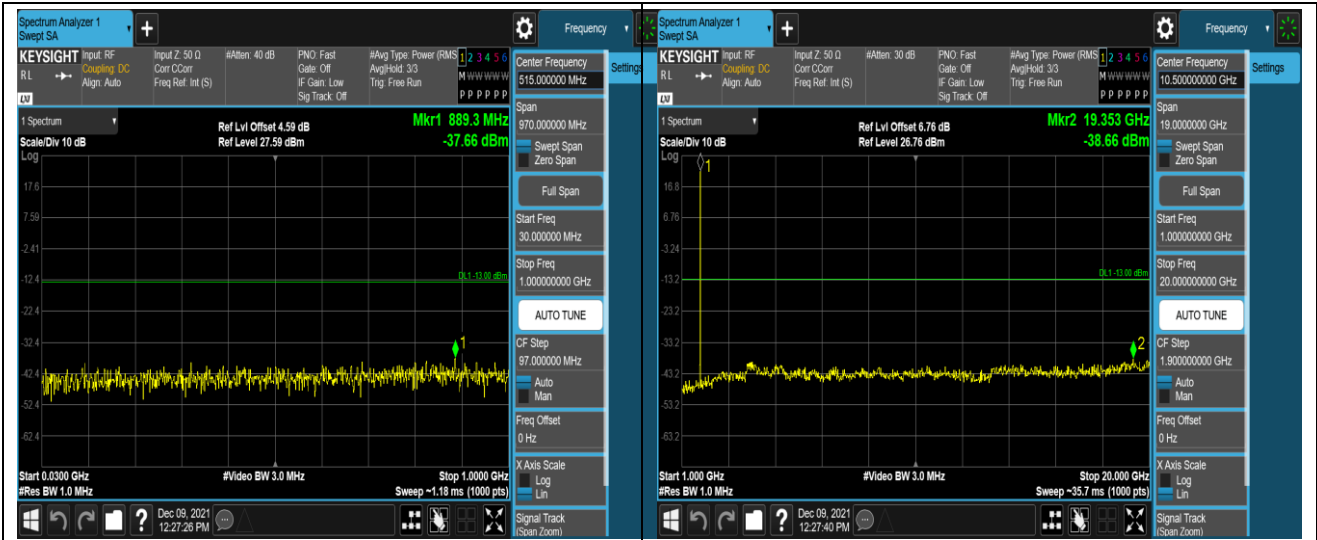 Spectrum Analyzer 1
Swept SA
+
Frequency
KEYSIGHT
RL
LXI
Input: RF
Coupling: DC
Align: Auto
Input Z: 50 Ω
Corr CCorr
Freq Ref: Int (S)
#Atten: 40 dB
PNO: Fast
Gate: Off
IF Gain: Low
Sig Track: Off
#Avg Type: Power (RMS
Avg|Hold: 3/3
Trig: Free Run
1 2 3 4 5 6
M W W W W W
P P P P P P
Center Frequency
515.000000 MHz
Settings
Span
970.000000 MHz
Swept Span
Zero Span
Full Span
Start Freq
30.000000 MHz
Stop Freq
1.000000000 GHz
AUTO TUNE
CF Step
97.000000 MHz
Auto
Man
Freq Offset
0 Hz
X Axis Scale
Log
Lin
Signal Track
(Span Zoom)
1 Spectrum
Scale/Div 10 dB
Log
Ref Lvl Offset 4.59 dB
Ref Level 27.59 dBm
Mkr1 889.3 MHz
-37.66 dBm
17.6
7.59
-2.41
-12.4
-22.4
-32.4
-42.4
-52.4
-62.4
DL1 -13.00 dBm
1
Start 0.0300 GHz
#Res BW 1.0 MHz
#Video BW 3.0 MHz
Stop 1.0000 GHz
Sweep ~1.18 ms (1000 pts)
?
Dec 09, 2021
12:27:26 PM
Spectrum Analyzer 1
Swept SA
+
Frequency
KEYSIGHT
RL
LXI
Input: RF
Coupling: DC
Align: Auto
Input Z: 50 Ω
Corr CCorr
Freq Ref: Int (S)
#Atten: 30 dB
PNO: Fast
Gate: Off
IF Gain: Low
Sig Track: Off
#Avg Type: Power (RMS
Avg|Hold: 3/3
Trig: Free Run
1 2 3 4 5 6
M W W W W W
P P P P P P
Center Frequency
10.500000000 GHz
Settings
Span
19.0000000 GHz
Swept Span
Zero Span
Full Span
Start Freq
1.000000000 GHz
Stop Freq
20.000000000 GHz
AUTO TUNE
CF Step
1.900000000 GHz
Auto
Man
Freq Offset
0 Hz
X Axis Scale
Log
Lin
Signal Track
(Span Zoom)
1 Spectrum
Scale/Div 10 dB
Log
Ref Lvl Offset 6.76 dB
Ref Level 26.76 dBm
Mkr2 19.353 GHz
-38.66 dBm
1
16.8
6.76
-3.24
-13.2
-23.2
-33.2
-43.2
-53.2
-63.2
DL1 -13.00 dBm
2
Start 1.000 GHz
#Res BW 1.0 MHz
#Video BW 3.0 MHz
Stop 20.000 GHz
Sweep ~35.7 ms (1000 pts)
?
Dec 09, 2021
12:27:40 PM